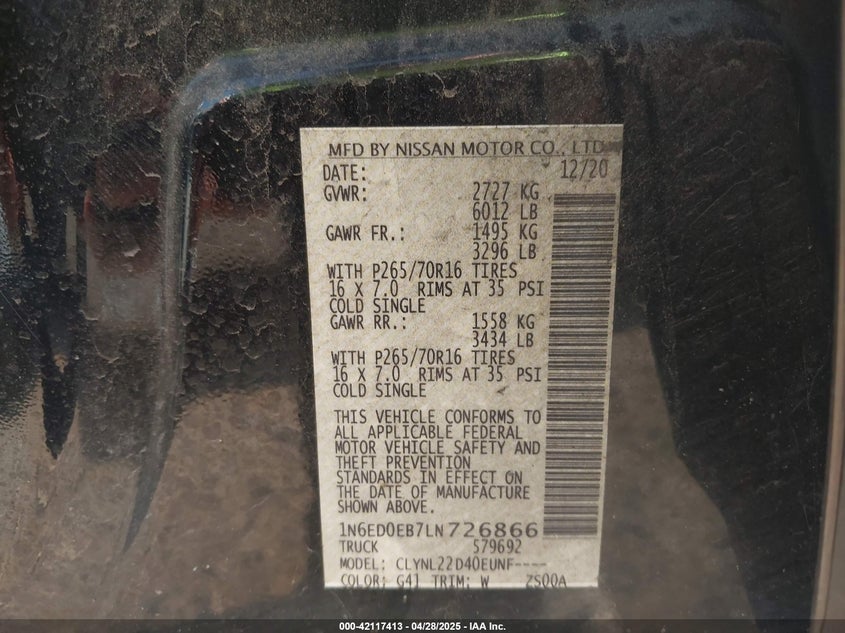 MFD BY NISSAN MOTOR CO., LTD
DATE: 12/20
GVWR: 2727 KG
6012 LB
GAWR FR.: 1495 KG
3296 LB
WITH P265/70R16 TIRES
16 X 7.0 RIMS AT 35 PSI
COLD SINGLE
GAWR RR.: 1558 KG
3434 LB
WITH P265/70R16 TIRES
16 X 7.0 RIMS AT 35 PSI
COLD SINGLE
THIS VEHICLE CONFORMS TO
ALL APPLICABLE FEDERAL
MOTOR VEHICLE SAFETY AND
THEFT PREVENTION
STANDARDS IN EFFECT ON
THE DATE OF MANUFACTURE
SHOWN ABOVE.
1N6ED0EB7LN726866
TRUCK 579692
MODEL: CLYNL22D40EUNF----
COLOR: G41 TRIM: W ZS00A
000-42117413 - 04/28/2025 - IAA Inc.